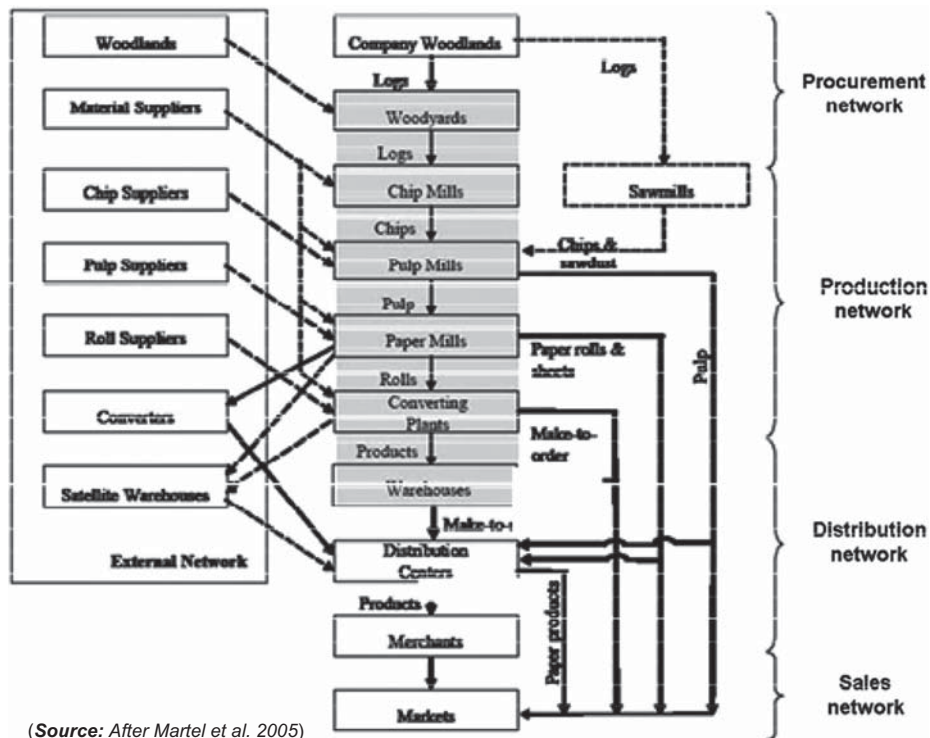 Woodlands
Material Suppliers
Chip Suppliers
Pulp Suppliers
Roll Suppliers
Converters
Satellite Warehouses
External Network
Company Woodlands
Logs
Woodyards
Logs
Chip Mills
Chips
Pulp Mills
Pulp
Paper Mills
Rolls
Converting
Plants
Products
Warehouses
Make-to-
Distribution
Centers
Products
Merchants
Markets
Logs
Sawmills
Chips &
sawdust
Paper rolls &
sheets
Make-to-
order
Pulp
Paper products
Procurement
network
Production
network
Distribution
network
Sales
network
(Source: After Martel et al. 2005)